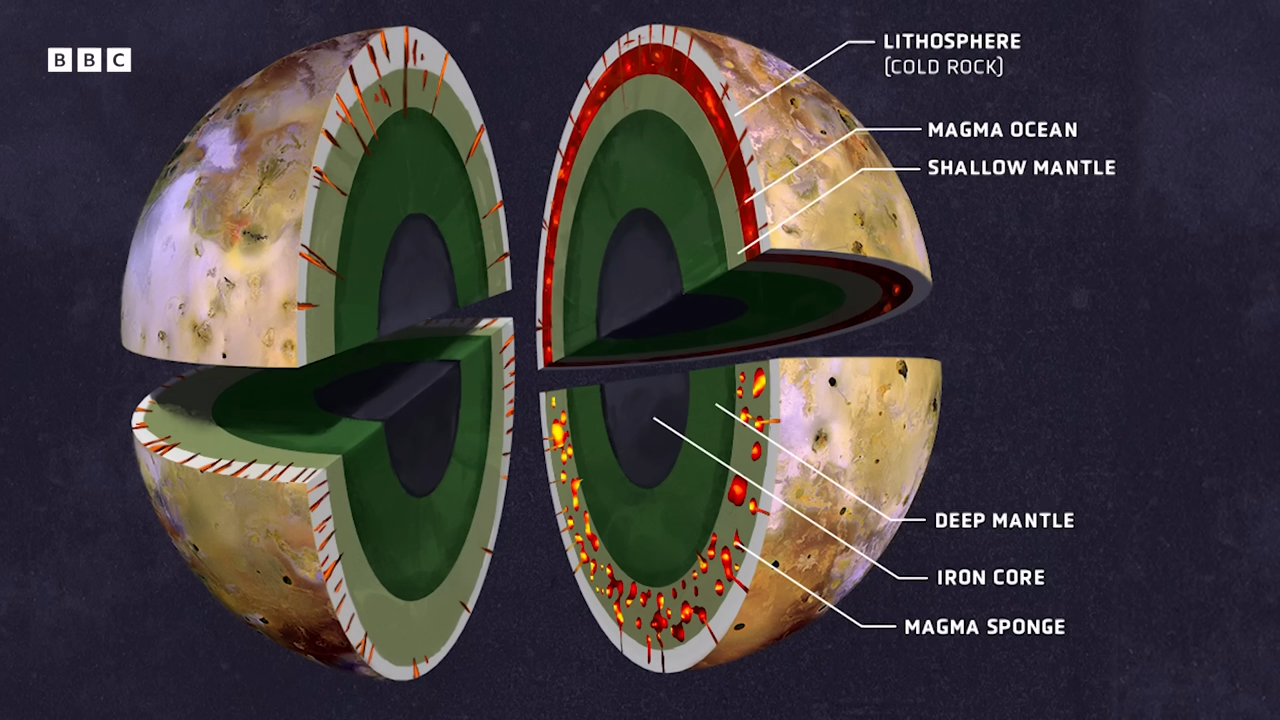 BBC
LITHOSPHERE
(COLD ROCK)
MAGMA OCEAN
SHALLOW MANTLE
DEEP MANTLE
IRON CORE
MAGMA SPONGE